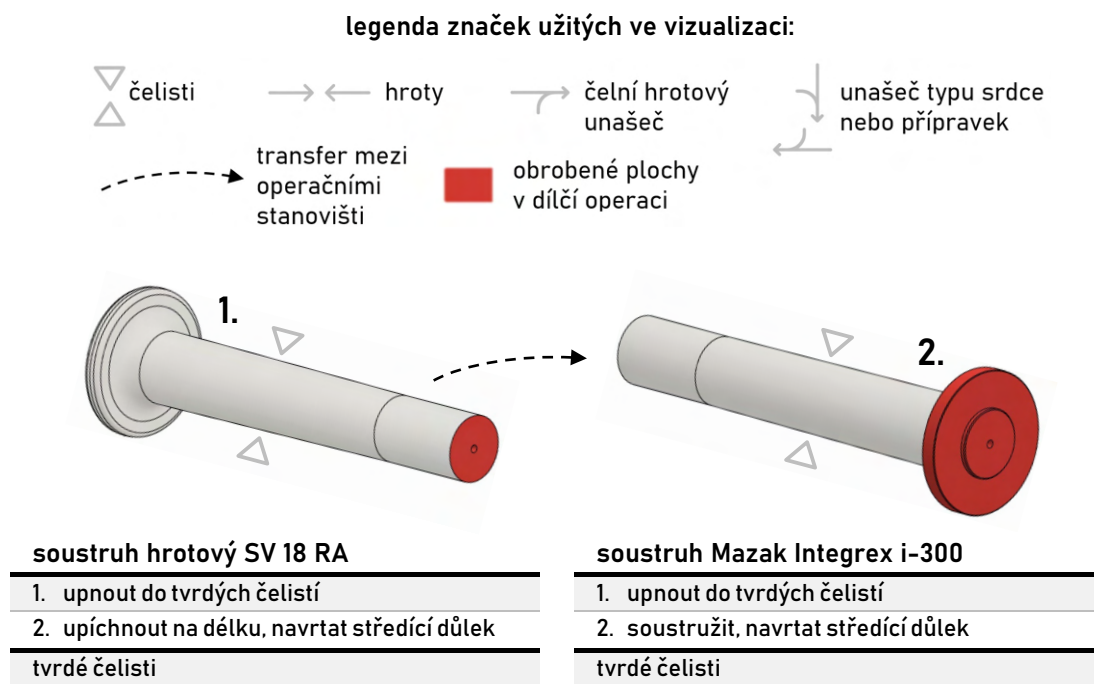 legenda značek užitých ve vizualizaci:
čelisti
hroty
čelní hrotový
unašeč
unašeč typu srdce
nebo přípravek
transfer mezi
operačními
stanovišti
obrobené plochy
v dílčí operaci
1.
2.
soustruh hrotový SV 18 RA
1. upnout do tvrdých čelistí
2. upíchnout na délku, navrtat středící důlek
tvrdé čelisti
soustruh Mazak Integrex i-300
1. upnout do tvrdých čelistí
2. soustružit, navrtat středící důlek
tvrdé čelisti